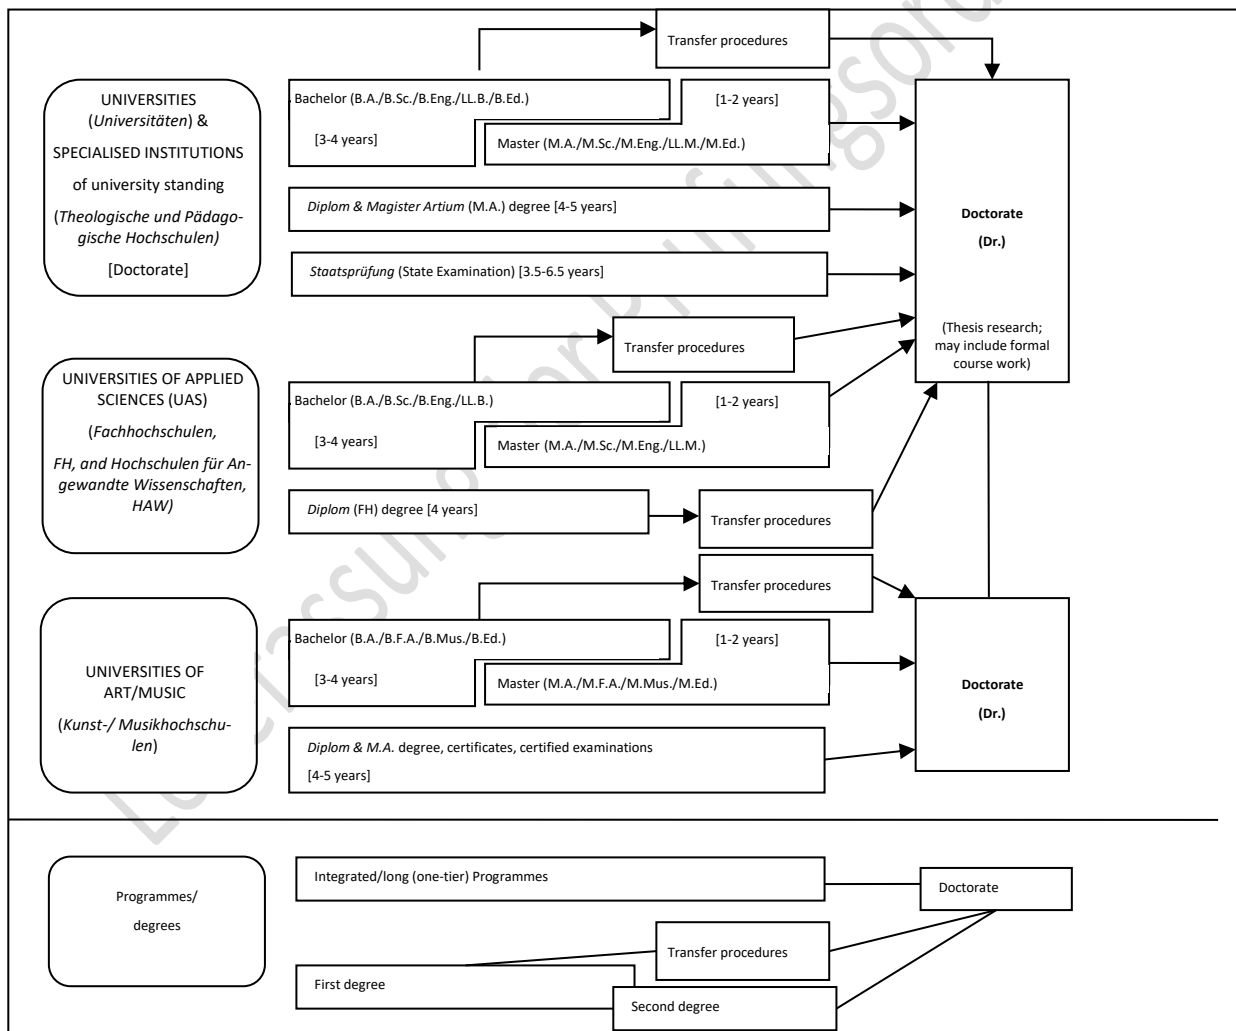 Transfer procedures
UNIVERSITIES
(Universitäten) &
SPECIALISED INSTITUTIONS
of university standing
(Theologische und Pädago-
gische Hochschulen)
[Doctorate]
Bachelor (B.A./B.Sc./B.Eng./LL.B./B.Ed.)
[3-4 years]
[1-2 years]
Master (M.A./M.Sc./M.Eng./LL.M./M.Ed.)
Diplom & Magister Artium (M.A.) degree [4-5 years]
Staatsprüfung (State Examination) [3.5-6.5 years]
Doctorate
(Dr.)
(Thesis research;
may include formal
course work)
Transfer procedures
UNIVERSITIES OF APPLIED
SCIENCES (UAS)
(Fachhochschulen,
FH, and Hochschulen für An-
gewandte Wissenschaften,
HAW)
Bachelor (B.A./B.Sc./B.Eng./LL.B.)
[3-4 years]
[1-2 years]
Master (M.A./M.Sc./M.Eng./LL.M.)
Diplom (FH) degree [4 years]
Transfer procedures
Transfer procedures
UNIVERSITIES OF
ART/MUSIC
(Kunst-/ Musikhochschu-
len)
Bachelor (B.A./B.F.A./B.Mus./B.Ed.)
[3-4 years]
[1-2 years]
Master (M.A./M.F.A./M.Mus./M.Ed.)
Diplom & M.A. degree, certificates, certified examinations
[4-5 years]
Doctorate
(Dr.)
Programmes/
degrees
Integrated/long (one-tier) Programmes
Doctorate
Transfer procedures
First degree
Second degree